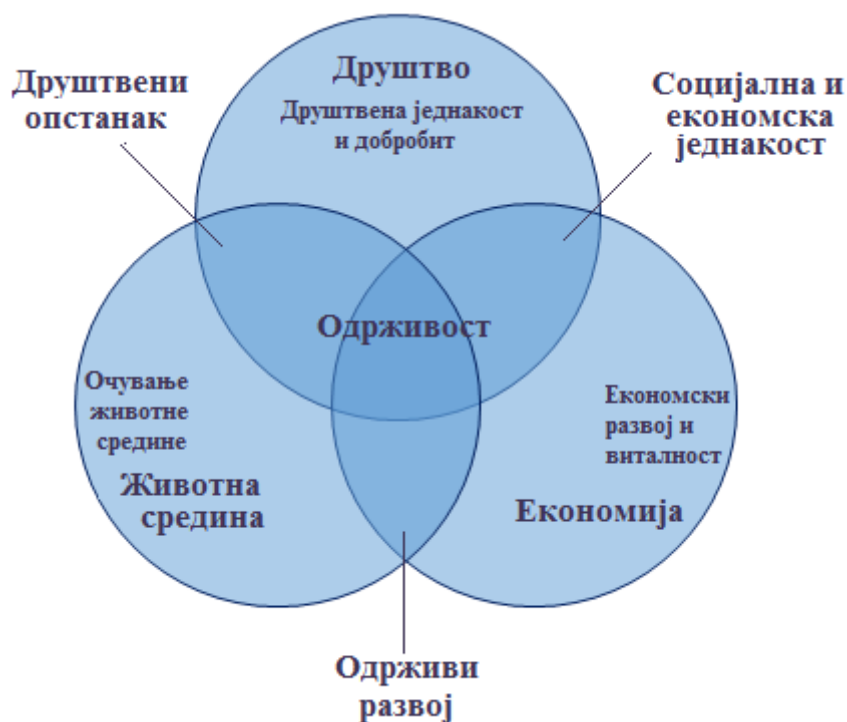 Друштво
Друштвена једнакост
и добробит
Друштвени
опстанак
Социјална и
економска
једнакост
Одрживост
Очување
животне
средине
Животна
средина
Економски
развој и
виталност
Економија
Одрживи
развој